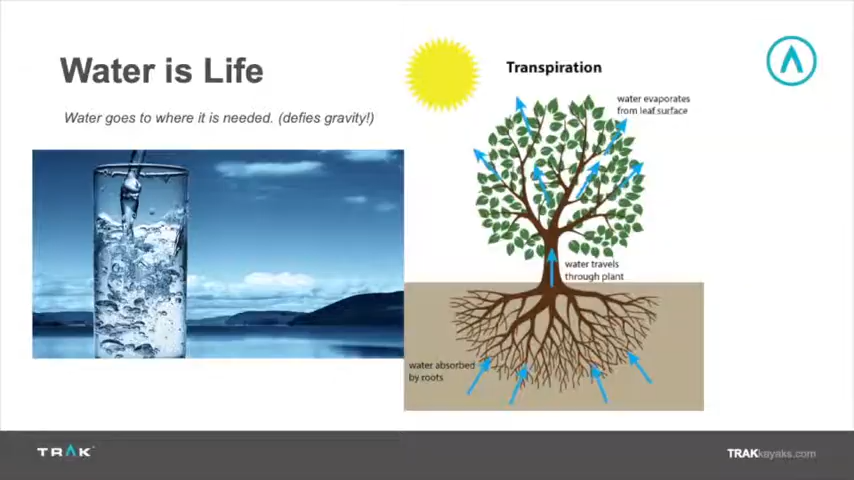 Water is Life
Water goes to where it is needed. (defies gravity!)
Transpiration
water evaporates
from leaf surface
water travels
through plant
water absorbed
by roots
TRAK
TRAKkayaks.com